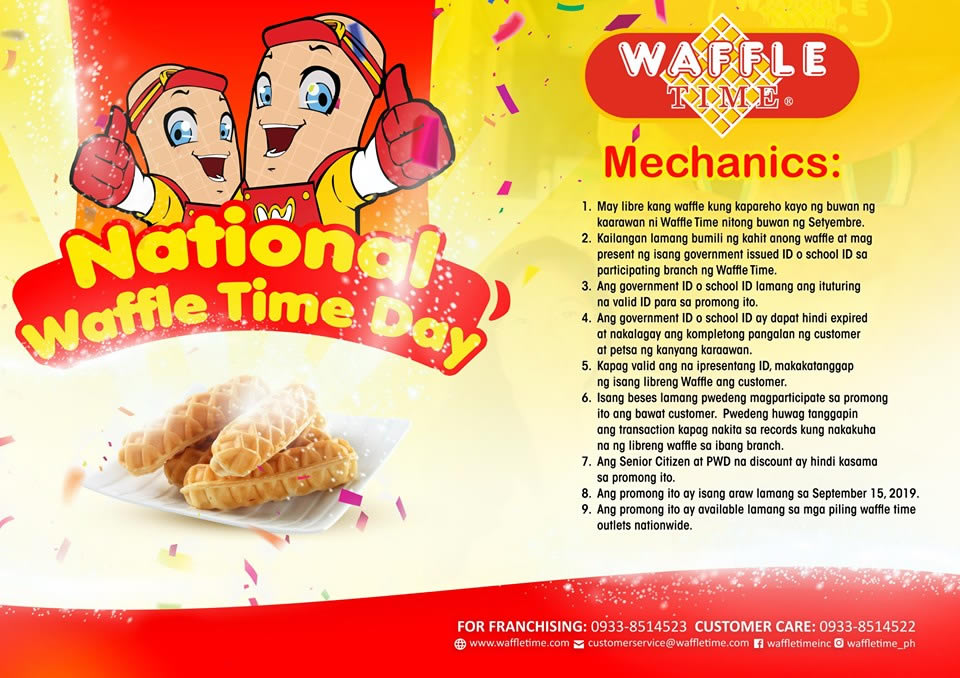 National
Waffle Time Day
WAFFLE
TIME®
Mechanics:
1. May libre kang waffle kung kapareho kayo ng buwan ng
kaarawan ni Waffle Time nitong buwan ng Setyembre.
2. Kailangan lamang bumili ng kahit anong waffle at mag
present ng isang government issued ID o school ID sa
participating branch ng Waffle Time.
3. Ang government ID o school ID lamang ang ituturing
na valid ID para sa promong ito.
4. Ang government ID o school ID ay dapat hindi expired
at nakalagay ang kompletong pangalan ng customer
at petsa ng kanyang karaawan.
5. Kapag valid ang na ipresentang ID, makakatanggap
ng isang libreng Waffle ang customer.
6. Isang beses lamang pwedeng magparticipate sa promong
ito ang bawat customer. Pwedeng huwag tanggapin
ang transaction kapag nakita sa records kung nakakuha
na ng libreng waffle sa ibang branch.
7. Ang Senior Citizen at PWD na discount ay hindi kasama
sa promong ito.
8. Ang promong ito ay isang araw lamang sa September 15, 2019.
9. Ang promong ito ay available lamang sa mga piling waffle time
outlets nationwide.
FOR FRANCHISING: 0933-8514523 CUSTOMER CARE: 0933-8514522
www.waffletime.com customerservice@waffletime.com waffletimeinc waffletime_ph